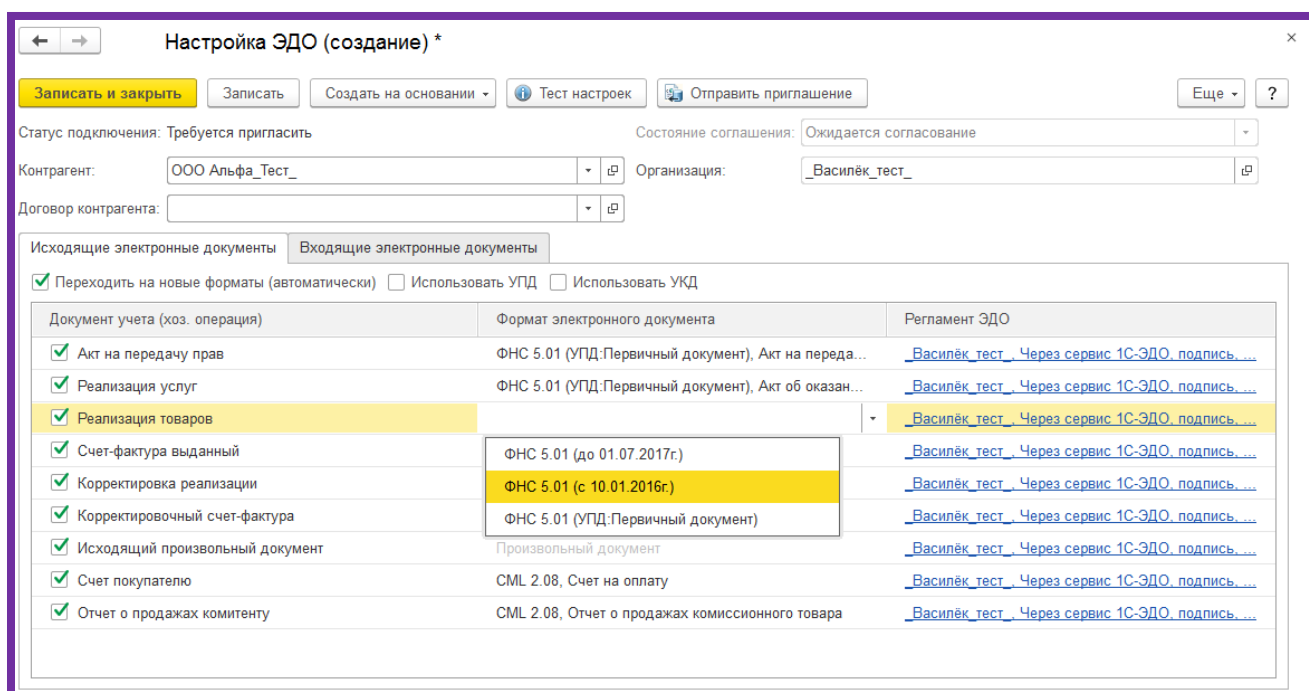 Настройка ЭДО (создание) *
Записать и закрыть Записать Создать на основании Тест настроек Отправить приглашение Еще ?
Статус подключения: Требуется пригласить Состояние соглашения: Ожидается согласование
Контрагент: ООО Альфа_Тест_ Организация: _Василёк_тест_
Договор контрагента:
Исходящие электронные документы Входящие электронные документы
Переходить на новые форматы (автоматически) Использовать УПД Использовать УКД
Документ учета (хоз. операция) Формат электронного документа Регламент ЭДО
Акт на передачу прав ФНС 5.01 (УПД:Первичный документ), Акт на переда... _Василёк_тест_, Через сервис 1С-ЭДО, подпись, ...
Реализация услуг ФНС 5.01 (УПД:Первичный документ), Акт об оказан... _Василёк_тест_, Через сервис 1С-ЭДО, подпись, ...
Реализация товаров _Василёк_тест_, Через сервис 1С-ЭДО, подпись, ...
Счет-фактура выданный ФНС 5.01 (до 01.07.2017г.) _Василёк_тест_, Через сервис 1С-ЭДО, подпись, ...
Корректировка реализации ФНС 5.01 (с 10.01.2016г.) _Василёк_тест_, Через сервис 1С-ЭДО, подпись, ...
Корректировочный счет-фактура ФНС 5.01 (УПД:Первичный документ) _Василёк_тест_, Через сервис 1С-ЭДО, подпись, ...
Исходящий произвольный документ Произвольный документ _Василёк_тест_, Через сервис 1С-ЭДО, подпись, ...
Счет покупателю CML 2.08, Счет на оплату _Василёк_тест_, Через сервис 1С-ЭДО, подпись, ...
Отчет о продажах комитенту CML 2.08, Отчет о продажах комиссионного товара _Василёк_тест_, Через сервис 1С-ЭДО, подпись, ...